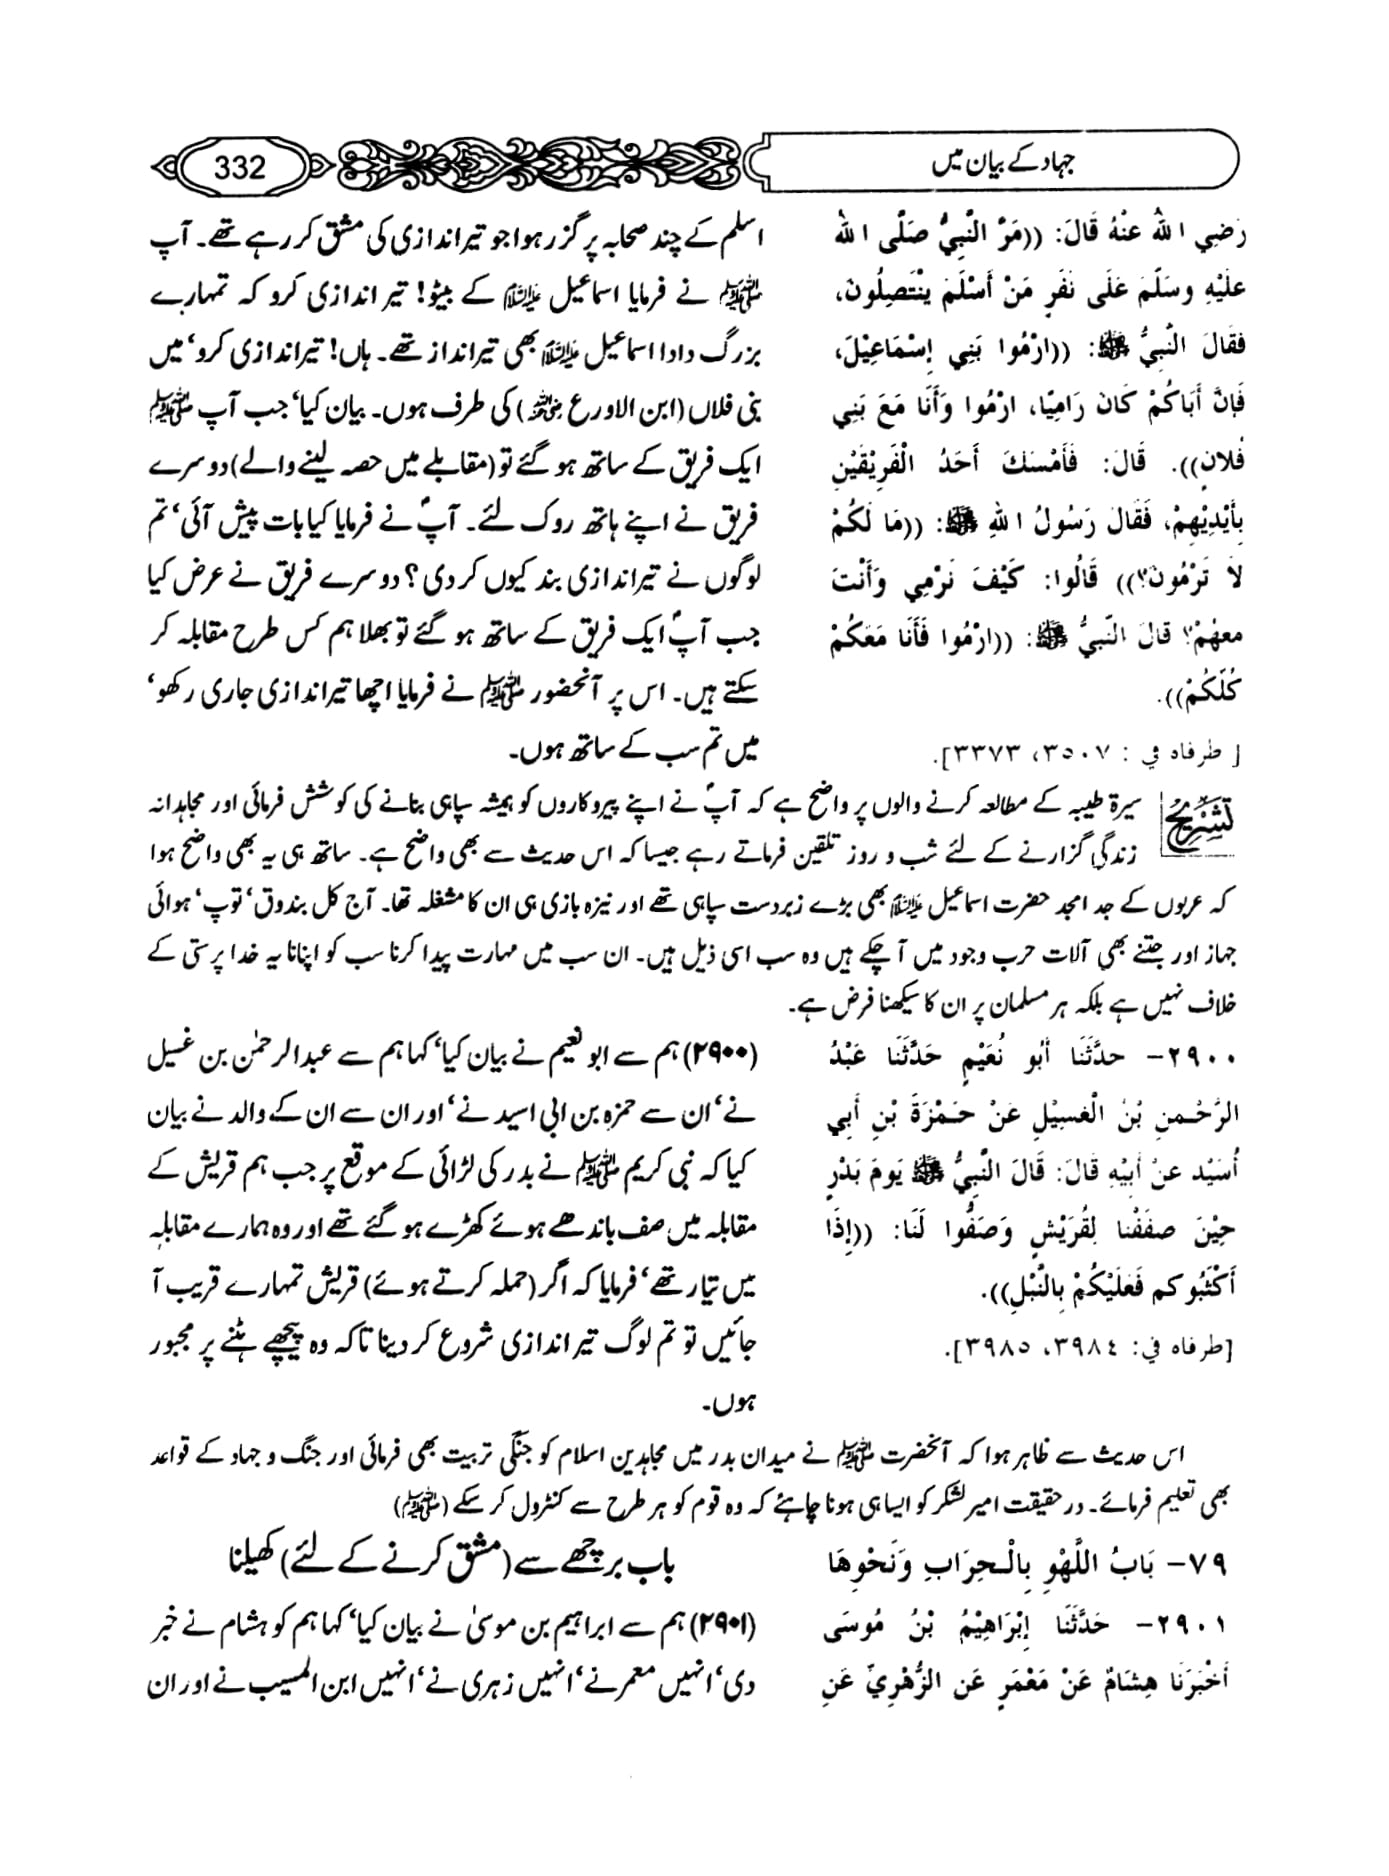 جہاد کے بیان میں
332
رَضِي اللهُ عَنْهُ قَالَ: ((مَرَّ النَّبِيُّ صَلَّى اللهُ
عَلَيْهِ وَسَلَّمَ عَلَى نَفَرٍ مَنْ أَسْلَمَ يَنْتَصِلُونَ،
فَقَالَ النَّبِيُّ ﷺ: ((ارْمُوا بَنِي إِسْمَاعِيْلَ،
فَإِنَّ أَبَاكُمْ كَانَ رَامِيًا، ارْمُوا وَأَنَا مَعَ بَنِي
فُلَانٍ)). قَالَ: فَأَمْسَكَ أَحَدُ الْفَرِيْقَيْنِ
بِأَيْدِيْهِمْ، فَقَالَ رَسُولُ اللهِ ﷺ: ((مَا لَكُمْ
لاَ تَرْمُونَ؟)) قَالُوا: كَيْفَ نَرْمِي وَأَنْتَ
مَعَهُمْ؟ قَالَ النَّبِيُّ ﷺ: ((ارْمُوا فَأَنَا مَعَكُمْ
كُلِّكُمْ)).
[طرفاه في : ٣٥٠٧، ٣٣٧٣].
اسلم کے چند صحابہ پر گزر ہوا جو تیر اندازی کی مشق کر رہے تھے۔ آپ
ﷺ نے فرمایا اسماعیل علیہ السلام کے بیٹو! تیر اندازی کرو کہ تمہارے
بزرگ دادا اسماعیل علیہ السلام بھی تیر انداز تھے۔ ہاں! تیر اندازی کرو‘ میں
بنی فلاں (ابن الاورع رضی اللہ عنہ) کی طرف ہوں۔ بیان کیا‘ جب آپ ﷺ
ایک فریق کے ساتھ ہو گئے تو (مقابلے میں حصہ لینے والے) دوسرے
فریق نے اپنے ہاتھ روک لئے۔ آپؐ نے فرمایا کیا بات پیش آئی‘ تم
لوگوں نے تیر اندازی بند کیوں کر دی؟ دوسرے فریق نے عرض کیا
جب آپؐ ایک فریق کے ساتھ ہو گئے تو بھلا ہم کس طرح مقابلہ کر
سکتے ہیں۔ اس پر آنحضور ﷺ نے فرمایا اچھا تیر اندازی جاری رکھو‘
میں تم سب کے ساتھ ہوں۔
تَشْرِيْح سیرۃ طیبہ کے مطالعہ کرنے والوں پر واضح ہے کہ آپؐ نے اپنے پیروکاروں کو ہمیشہ سپاہی بنانے کی کوشش فرمائی اور مجاہدانہ
زندگی گزارنے کے لئے شب و روز تلقین فرماتے رہے جیسا کہ اس حدیث سے بھی واضح ہے۔ ساتھ ہی یہ بھی واضح ہوا
کہ عربوں کے جد امجد حضرت اسماعیل علیہ السلام بھی بڑے زبردست سپاہی تھے اور نیزہ بازی ہی ان کا مشغلہ تھا۔ آج کل بندوق‘ توپ‘ ہوائی
جہاز اور جتنے بھی آلات حرب وجود میں آ چکے ہیں وہ سب اسی ذیل ہیں۔ ان سب میں مہارت پیدا کرنا سب کو اپنانا یہ خدا پرستی کے
خلاف نہیں ہے بلکہ ہر مسلمان پر ان کا سیکھنا فرض ہے۔
٢٩٠٠- حدَّثَنَا أَبُو نُعَيْمٍ حَدَّثَنَا عَبْدُ
الرَّحْمنِ بْنُ الْغَسِيْلِ عَنْ حَمْزَةَ بْنِ أَبِي
أُسَيْدٍ عَنْ أَبِيْهِ قَالَ: قَالَ النَّبِيُّ ﷺ يَومَ بَدْرٍ
حِيْنَ صَفَفْنَا لِقُرَيْشٍ وَصَفُّوا لَنَا: ((إِذَا
أَكْثَبُوكم فَعَلَيْكُمْ بِالنَّبْلِ)).
[طرفاه في: ٣٩٨٤، ٣٩٨٥].
(۲۹۰۰) ہم سے ابو نعیم نے بیان کیا‘ کہا ہم سے عبدالرحمٰن بن غسیل
نے‘ ان سے حمزہ بن ابی اسید نے‘ اور ان سے ان کے والد نے بیان
کیا کہ نبی کریم ﷺ نے بدر کی لڑائی کے موقع پر جب ہم قریش کے
مقابلہ میں صف باندھے ہوئے کھڑے ہو گئے تھے اور وہ ہمارے مقابلہ
میں تیار تھے‘ فرمایا کہ اگر (حملہ کرتے ہوئے) قریش تمہارے قریب آ
جائیں تو تم لوگ تیر اندازی شروع کر دینا تاکہ وہ پیچھے ہٹنے پر مجبور
ہوں۔
اس حدیث سے ظاہر ہوا کہ آنحضرت ﷺ نے میدان بدر میں مجاہدین اسلام کو جنگی تربیت بھی فرمائی اور جنگ و جہاد کے قواعد
بھی تعلیم فرمائے۔ درحقیقت امیر لشکر کو ایسا ہی ہونا چاہئے کہ وہ قوم کو ہر طرح سے کنٹرول کر سکے (ﷺ)
٧٩- بَابُ اللَّهْوِ بِالْحِرَابِ وَنَحْوِهَا
باب برچھے سے (مشق کرنے کے لئے) کھیلنا
٢٩٠١- حَدَّثَنَا إِبْرَاهِيْمُ بْنُ مُوسَى
أَخْبَرَنَا هِشَامٌ عَنْ مَعْمَرٍ عَنِ الزُّهْرِيِّ عَنِ
(۲۹۰۱) ہم سے ابراہیم بن موسیٰ نے بیان کیا‘ کہا ہم کو ہشام نے خبر
دی‘ انہیں معمر نے‘ انہیں زہری نے‘ انہیں ابن المسیب نے اور ان